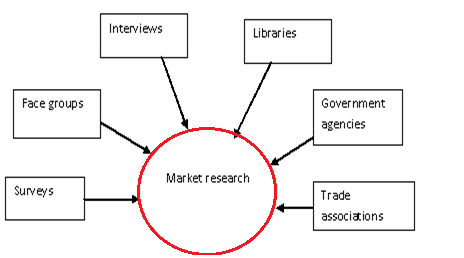 Interviews
Libraries
Face groups
Government
agencies
Market research
Surveys
Trade
associations